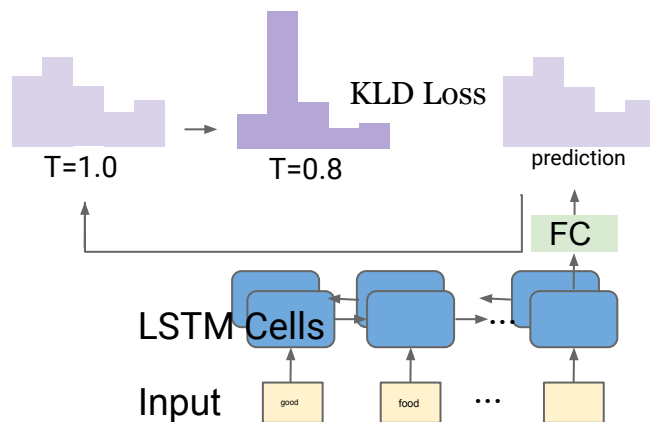 KLD Loss
T=1.0
T=0.8
prediction
FC
LSTM Cells
...
Input
good
food
...